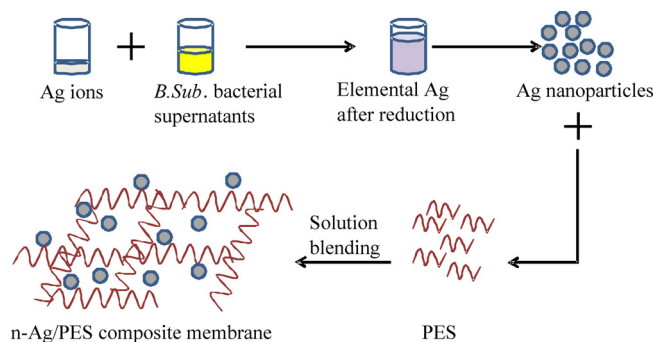 Ag ions
B.Sub. bacterial
supernatants
Elemental Ag
after reduction
Ag nanoparticles
Solution
blending
n-Ag/PES composite membrane
PES